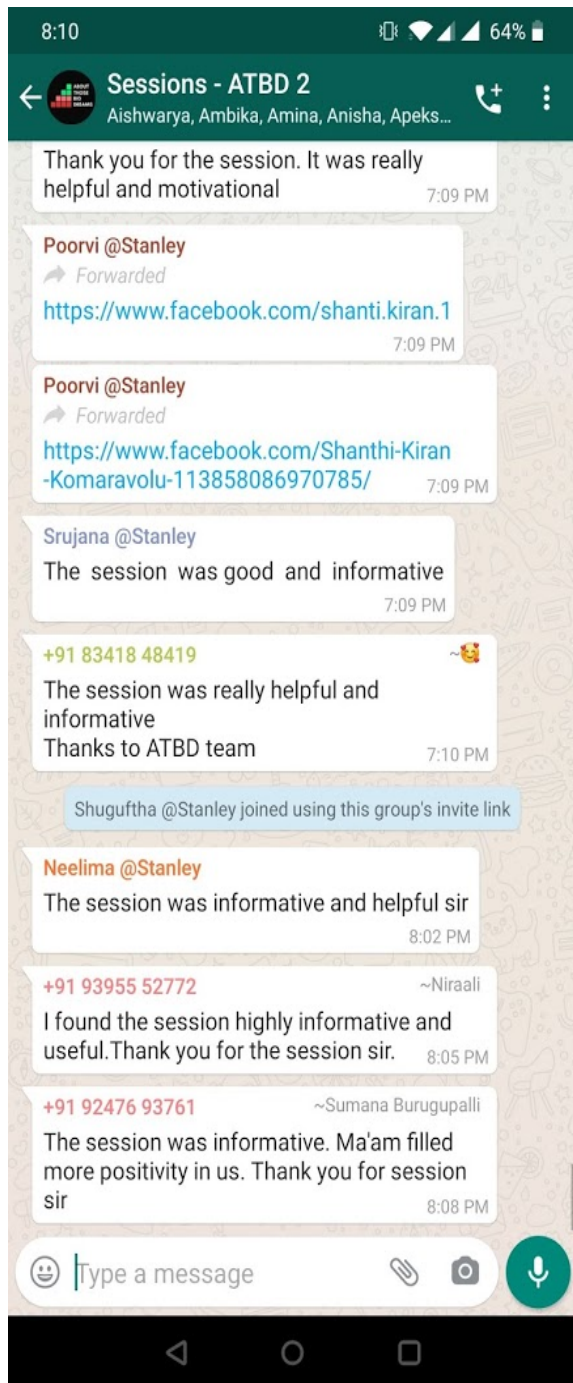 8:10
64%
Sessions - ATBD 2
Aishwarya, Ambika, Amina, Anisha, Apeks...
ABOUT
THOSE
BIG
DREAMS
Thank you for the session. It was really
helpful and motivational
7:09 PM
Poorvi @Stanley
Forwarded
https://www.facebook.com/shanti.kiran.1
7:09 PM
Poorvi @Stanley
Forwarded
https://www.facebook.com/Shanthi-Kiran
-Komaravolu-113858086970785/
7:09 PM
Srujana @Stanley
The session was good and informative
7:09 PM
+91 83418 48419 ~🥰
The session was really helpful and
informative
Thanks to ATBD team
7:10 PM
Shuguftha @Stanley joined using this group's invite link
Neelima @Stanley
The session was informative and helpful sir
8:02 PM
+91 93955 52772 ~Niraali
I found the session highly informative and
useful.Thank you for the session sir.
8:05 PM
+91 92476 93761 ~Sumana Burugupalli
The session was informative. Ma'am filled
more positivity in us. Thank you for session
sir
8:08 PM
Type a message